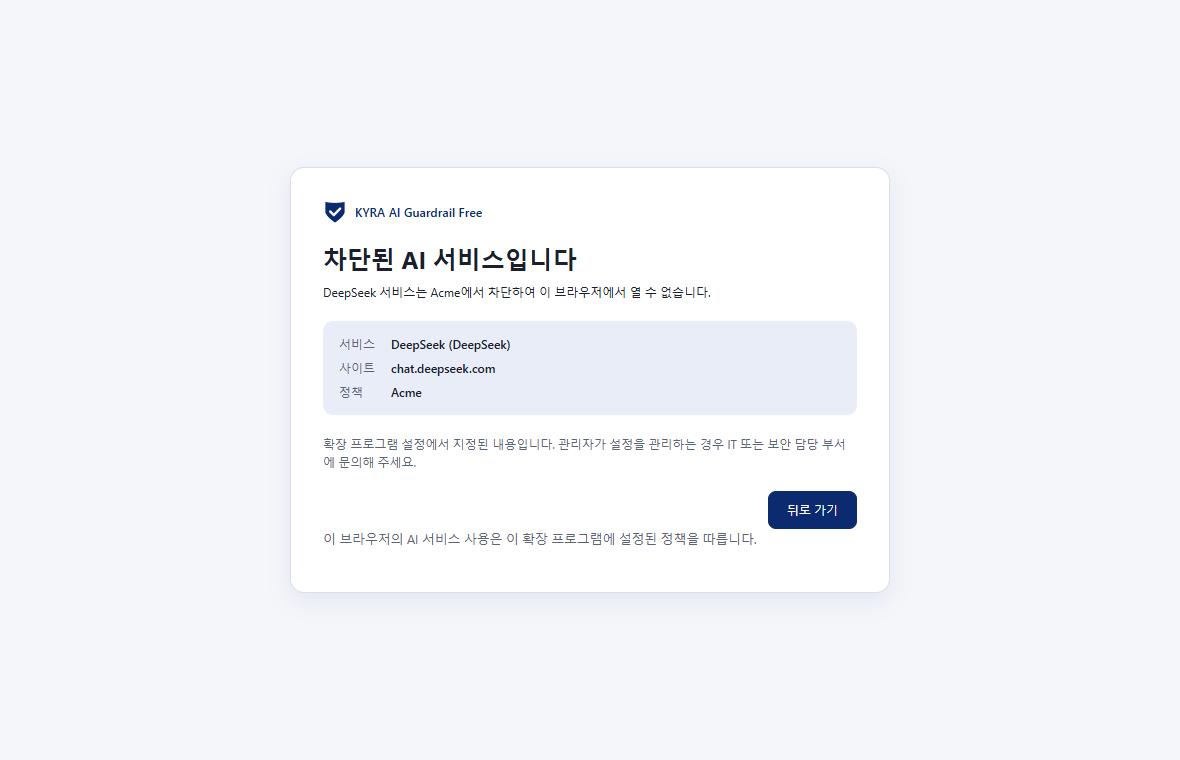 KYRA AI Guardrail Free
차단된 AI 서비스입니다
DeepSeek 서비스는 Acme에서 차단하여 이 브라우저에서 열 수 없습니다.
서비스 DeepSeek (DeepSeek)
사이트 chat.deepseek.com
정책 Acme
확장 프로그램 설정에서 지정된 내용입니다. 관리자가 설정을 관리하는 경우 IT 또는 보안 담당 부서
에 문의해 주세요.
뒤로 가기
이 브라우저의 AI 서비스 사용은 이 확장 프로그램에 설정된 정책을 따릅니다.